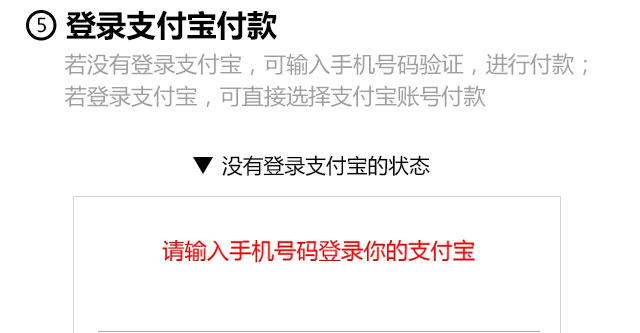 ⑤ 登录支付宝付款
若没有登录支付宝，可输入手机号码验证，进行付款；
若登录支付宝，可直接选择支付宝账号付款
▼ 没有登录支付宝的状态
请输入手机号码登录你的支付宝